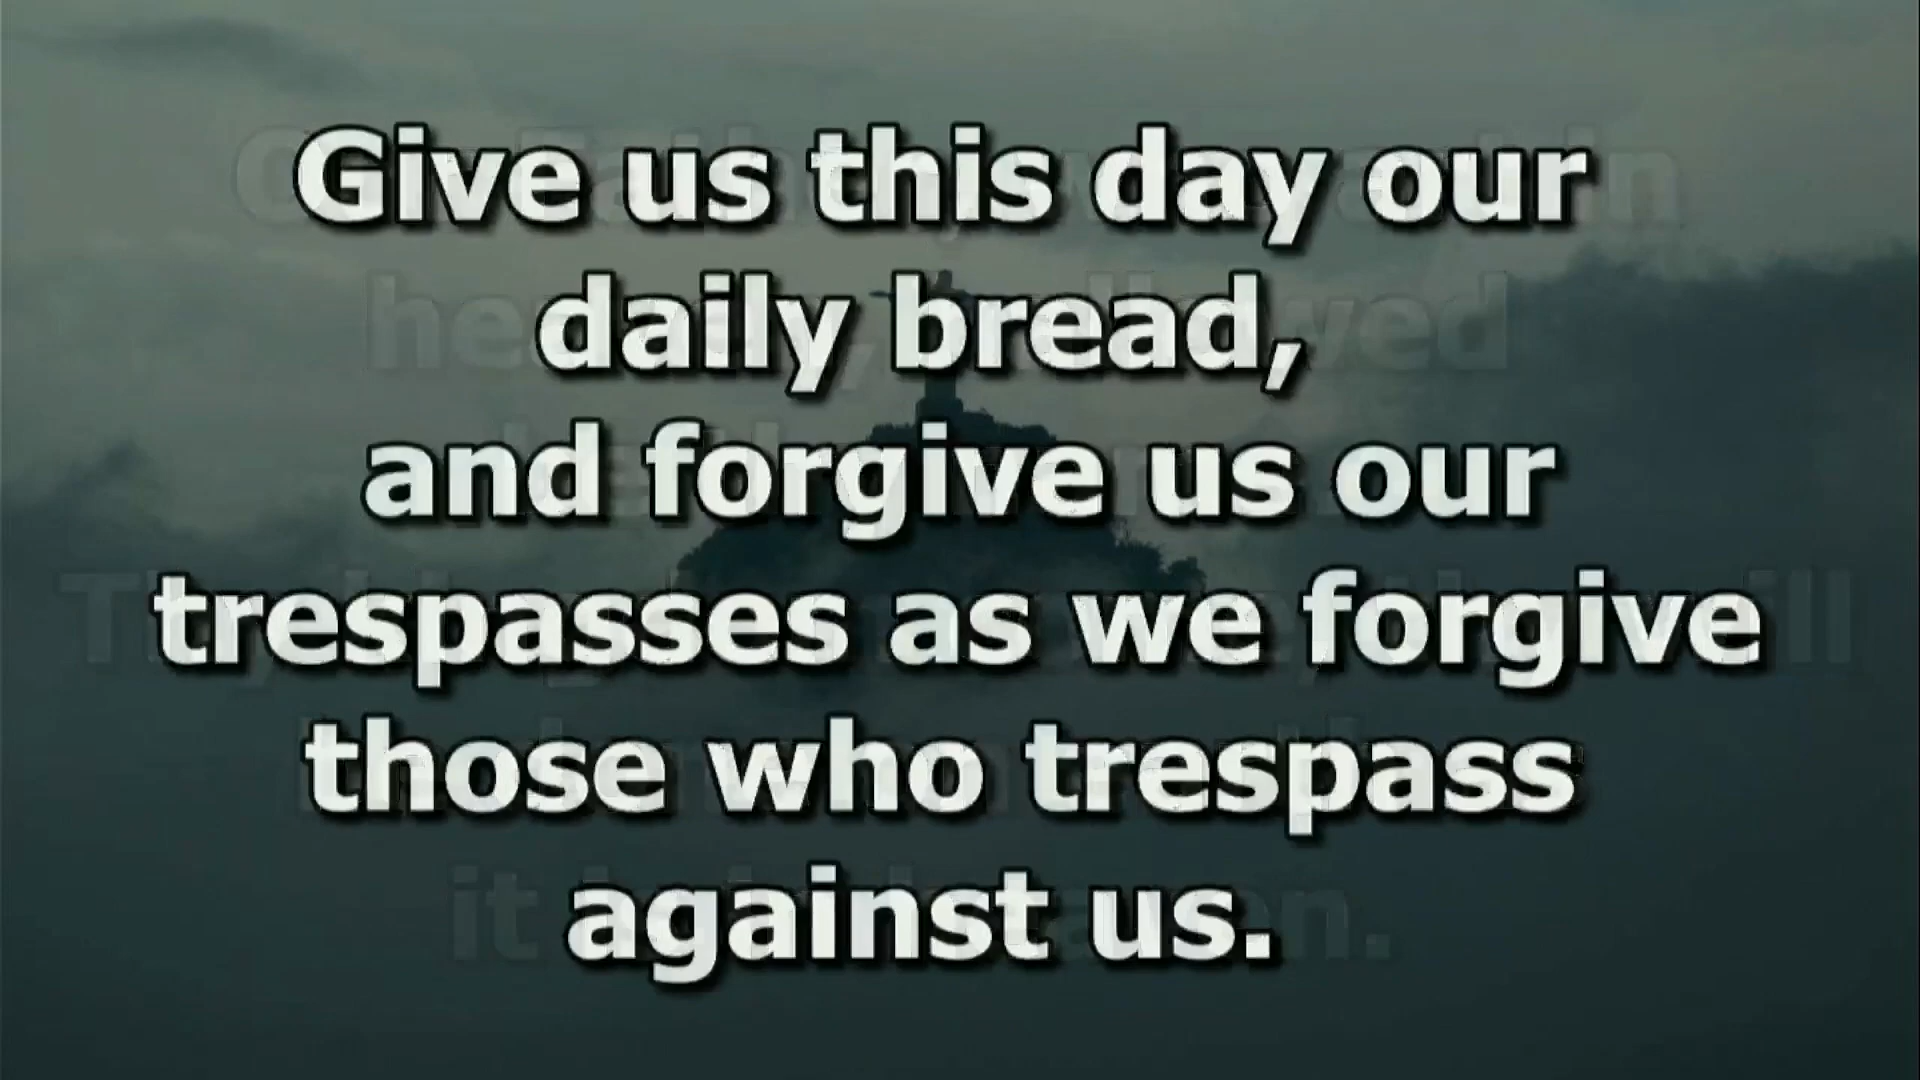 Give us this day our
daily bread,
and forgive us our
trespasses as we forgive
those who trespass
against us.